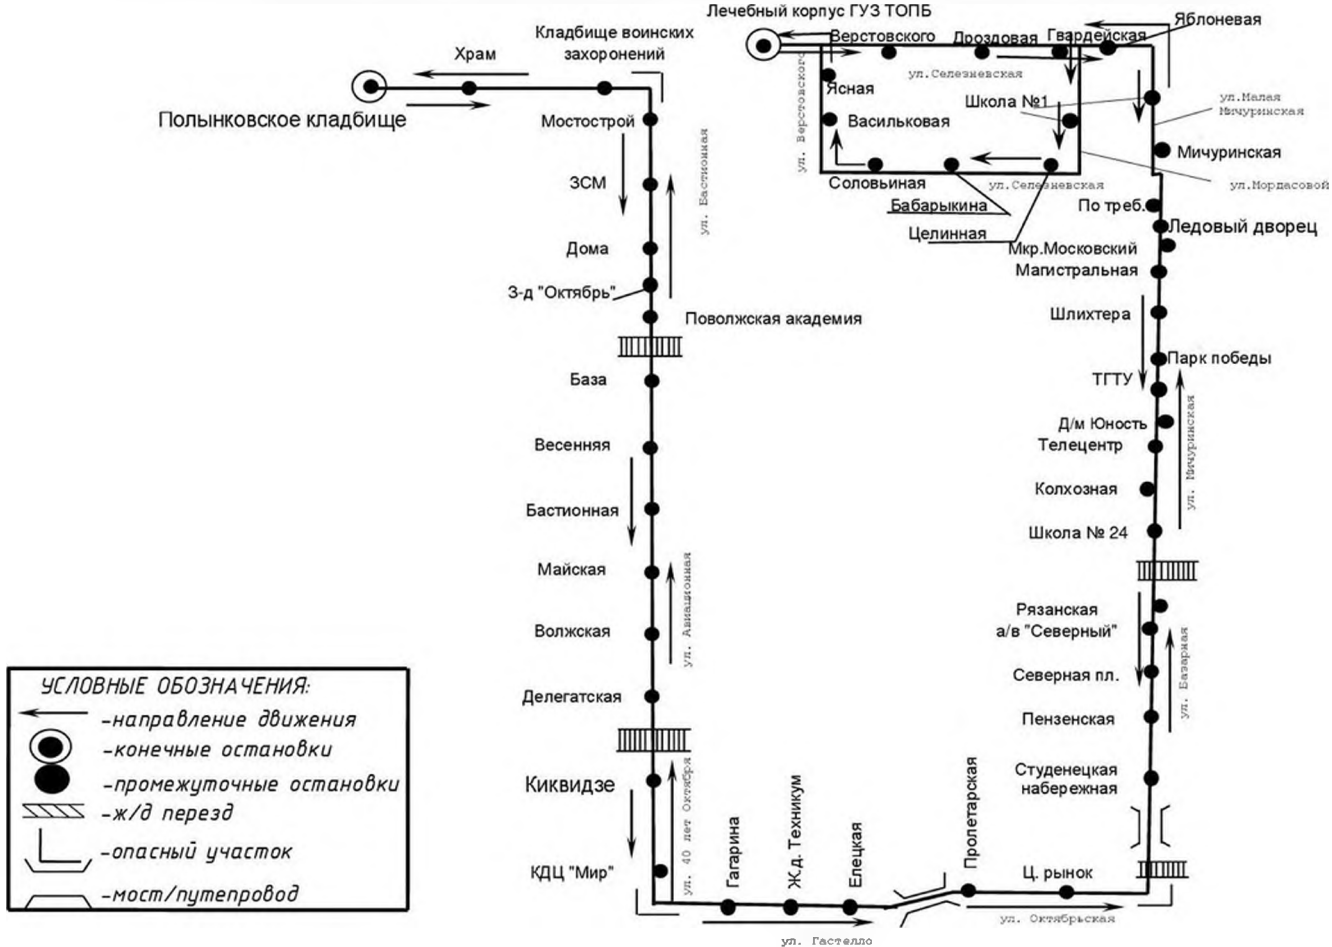 Лечебный корпус ГУЗ ТОПБ
Яблоневая
Верстовского
Дроздовая
Гвардейская
ул.Селезневская
ул. Верстовского
Ясная
Школа №1
Васильковая
ул.Малая
Мичуринская
Мичуринская
Соловьиная
ул.Селезневская
ул.Мордасовой
Бабарыкина
Целинная
По треб.
Ледовый дворец
Мкр.Московский
Магистральная
Шлихтера
Парк победы
ТГТУ
Д/м Юность
Телецентр
ул. Мичуринская
Колхозная
Школа № 24
Рязанская
а/в "Северный"
Северная пл.
ул. Базарная
Пензенская
Студенецкая
набережная
Ц. рынок
Пролетарская
ул. Октябрьская
Елецкая
Ж.д. Техникум
Гагарина
ул. Гастелло
Кладбище воинских
захоронений
Храм
Полынковское кладбище
Мостострой
ул. Бастионная
ЗСМ
Дома
З-д "Октябрь"
Поволжская академия
База
Весенняя
Бастионная
Майская
ул. Авиационная
Волжская
Делегатская
Киквидзе
ул. 40 лет Октября
КДЦ "Мир"
УСЛОВНЫЕ ОБОЗНАЧЕНИЯ:
-направление движения
-конечные остановки
-промежуточные остановки
-ж/д перезд
-опасный участок
-мост/путепровод